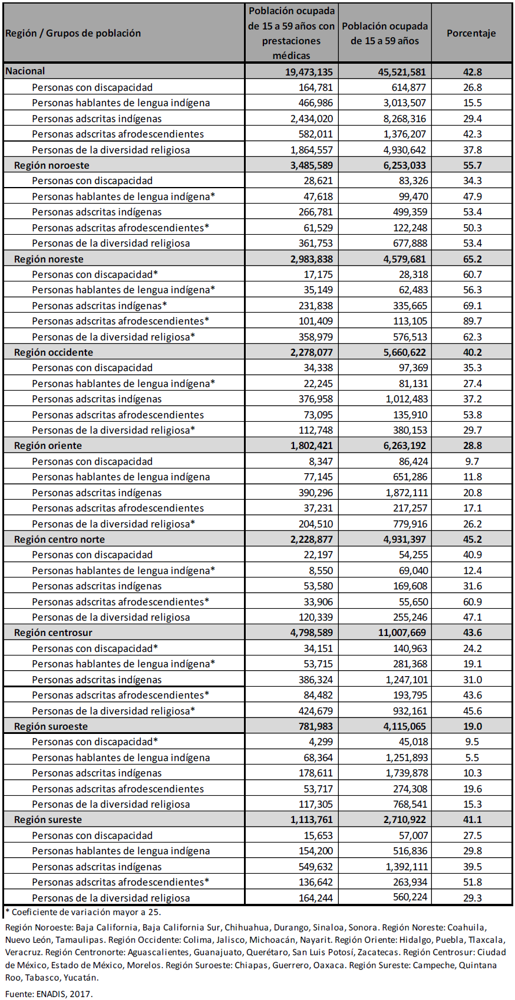 Región / Grupos de población Población ocupada de 15 a 59 años con prestaciones médicas Población ocupada de 15 a 59 años Porcentaje
Nacional 19,473,135 45,521,581 42.8
Personas con discapacidad 164,781 614,877 26.8
Personas hablantes de lengua indígena 466,986 3,013,507 15.5
Personas adscritas indígenas 2,434,020 8,268,316 29.4
Personas adscritas afrodescendientes 582,011 1,376,207 42.3
Personas de la diversidad religiosa 1,864,557 4,930,642 37.8
Región noroeste 3,485,589 6,253,033 55.7
Personas con discapacidad 28,621 83,326 34.3
Personas hablantes de lengua indígena* 47,618 99,470 47.9
Personas adscritas indígenas 266,781 499,359 53.4
Personas adscritas afrodescendientes* 61,529 122,248 50.3
Personas de la diversidad religiosa 361,753 677,888 53.4
Región noreste 2,983,838 4,579,681 65.2
Personas con discapacidad* 17,175 28,318 60.7
Personas hablantes de lengua indígena* 35,149 62,483 56.3
Personas adscritas indígenas* 231,838 335,665 69.1
Personas adscritas afrodescendientes* 101,409 113,105 89.7
Personas de la diversidad religiosa* 358,979 576,513 62.3
Región occidente 2,278,077 5,660,622 40.2
Personas con discapacidad 34,338 97,369 35.3
Personas hablantes de lengua indígena* 22,245 81,131 27.4
Personas adscritas indígenas 376,958 1,012,483 37.2
Personas adscritas afrodescendientes 73,095 135,910 53.8
Personas de la diversidad religiosa* 112,748 380,153 29.7
Región oriente 1,802,421 6,263,192 28.8
Personas con discapacidad 8,347 86,424 9.7
Personas hablantes de lengua indígena 77,145 651,286 11.8
Personas adscritas indígenas 390,296 1,872,111 20.8
Personas adscritas afrodescendientes 37,231 217,257 17.1
Personas de la diversidad religiosa* 204,510 779,916 26.2
Región centro norte 2,228,877 4,931,397 45.2
Personas con discapacidad 22,197 54,255 40.9
Personas hablantes de lengua indígena* 8,550 69,040 12.4
Personas adscritas indígenas 53,580 169,608 31.6
Personas adscritas afrodescendientes* 33,906 55,650 60.9
Personas de la diversidad religiosa 120,339 255,246 47.1
Región centrosur 4,798,589 11,007,669 43.6
Personas con discapacidad* 34,151 140,963 24.2
Personas hablantes de lengua indígena* 53,715 281,368 19.1
Personas adscritas indígenas 386,324 1,247,101 31.0
Personas adscritas afrodescendientes* 84,482 193,795 43.6
Personas de la diversidad religiosa* 424,679 932,161 45.6
Región suroeste 781,983 4,115,065 19.0
Personas con discapacidad* 4,299 45,018 9.5
Personas hablantes de lengua indígena 68,364 1,251,893 5.5
Personas adscritas indígenas 178,611 1,739,878 10.3
Personas adscritas afrodescendientes 53,717 274,308 19.6
Personas de la diversidad religiosa 117,305 768,541 15.3
Región sureste 1,113,761 2,710,922 41.1
Personas con discapacidad 15,653 57,007 27.5
Personas hablantes de lengua indígena 154,200 516,836 29.8
Personas adscritas indígenas 549,632 1,392,111 39.5
Personas adscritas afrodescendientes* 136,642 263,934 51.8
Personas de la diversidad religiosa 164,244 560,224 29.3
* Coeficiente de variación mayor a 25.
Región Noroeste: Baja California, Baja California Sur, Chihuahua, Durango, Sinaloa, Sonora. Región Noreste: Coahuila,
Nuevo León, Tamaulipas. Región Occidente: Colima, Jalisco, Michoacán, Nayarit. Región Oriente: Hidalgo, Puebla, Tlaxcala,
Veracruz. Región Centronorte: Aguascalientes, Guanajuato, Querétaro, San Luis Potosí, Zacatecas. Región Centrosur: Ciudad
de México, Estado de México, Morelos. Región Suroeste: Chiapas, Guerrero, Oaxaca. Región Sureste: Campeche, Quintana
Roo, Tabasco, Yucatán.
Fuente: ENADIS, 2017.